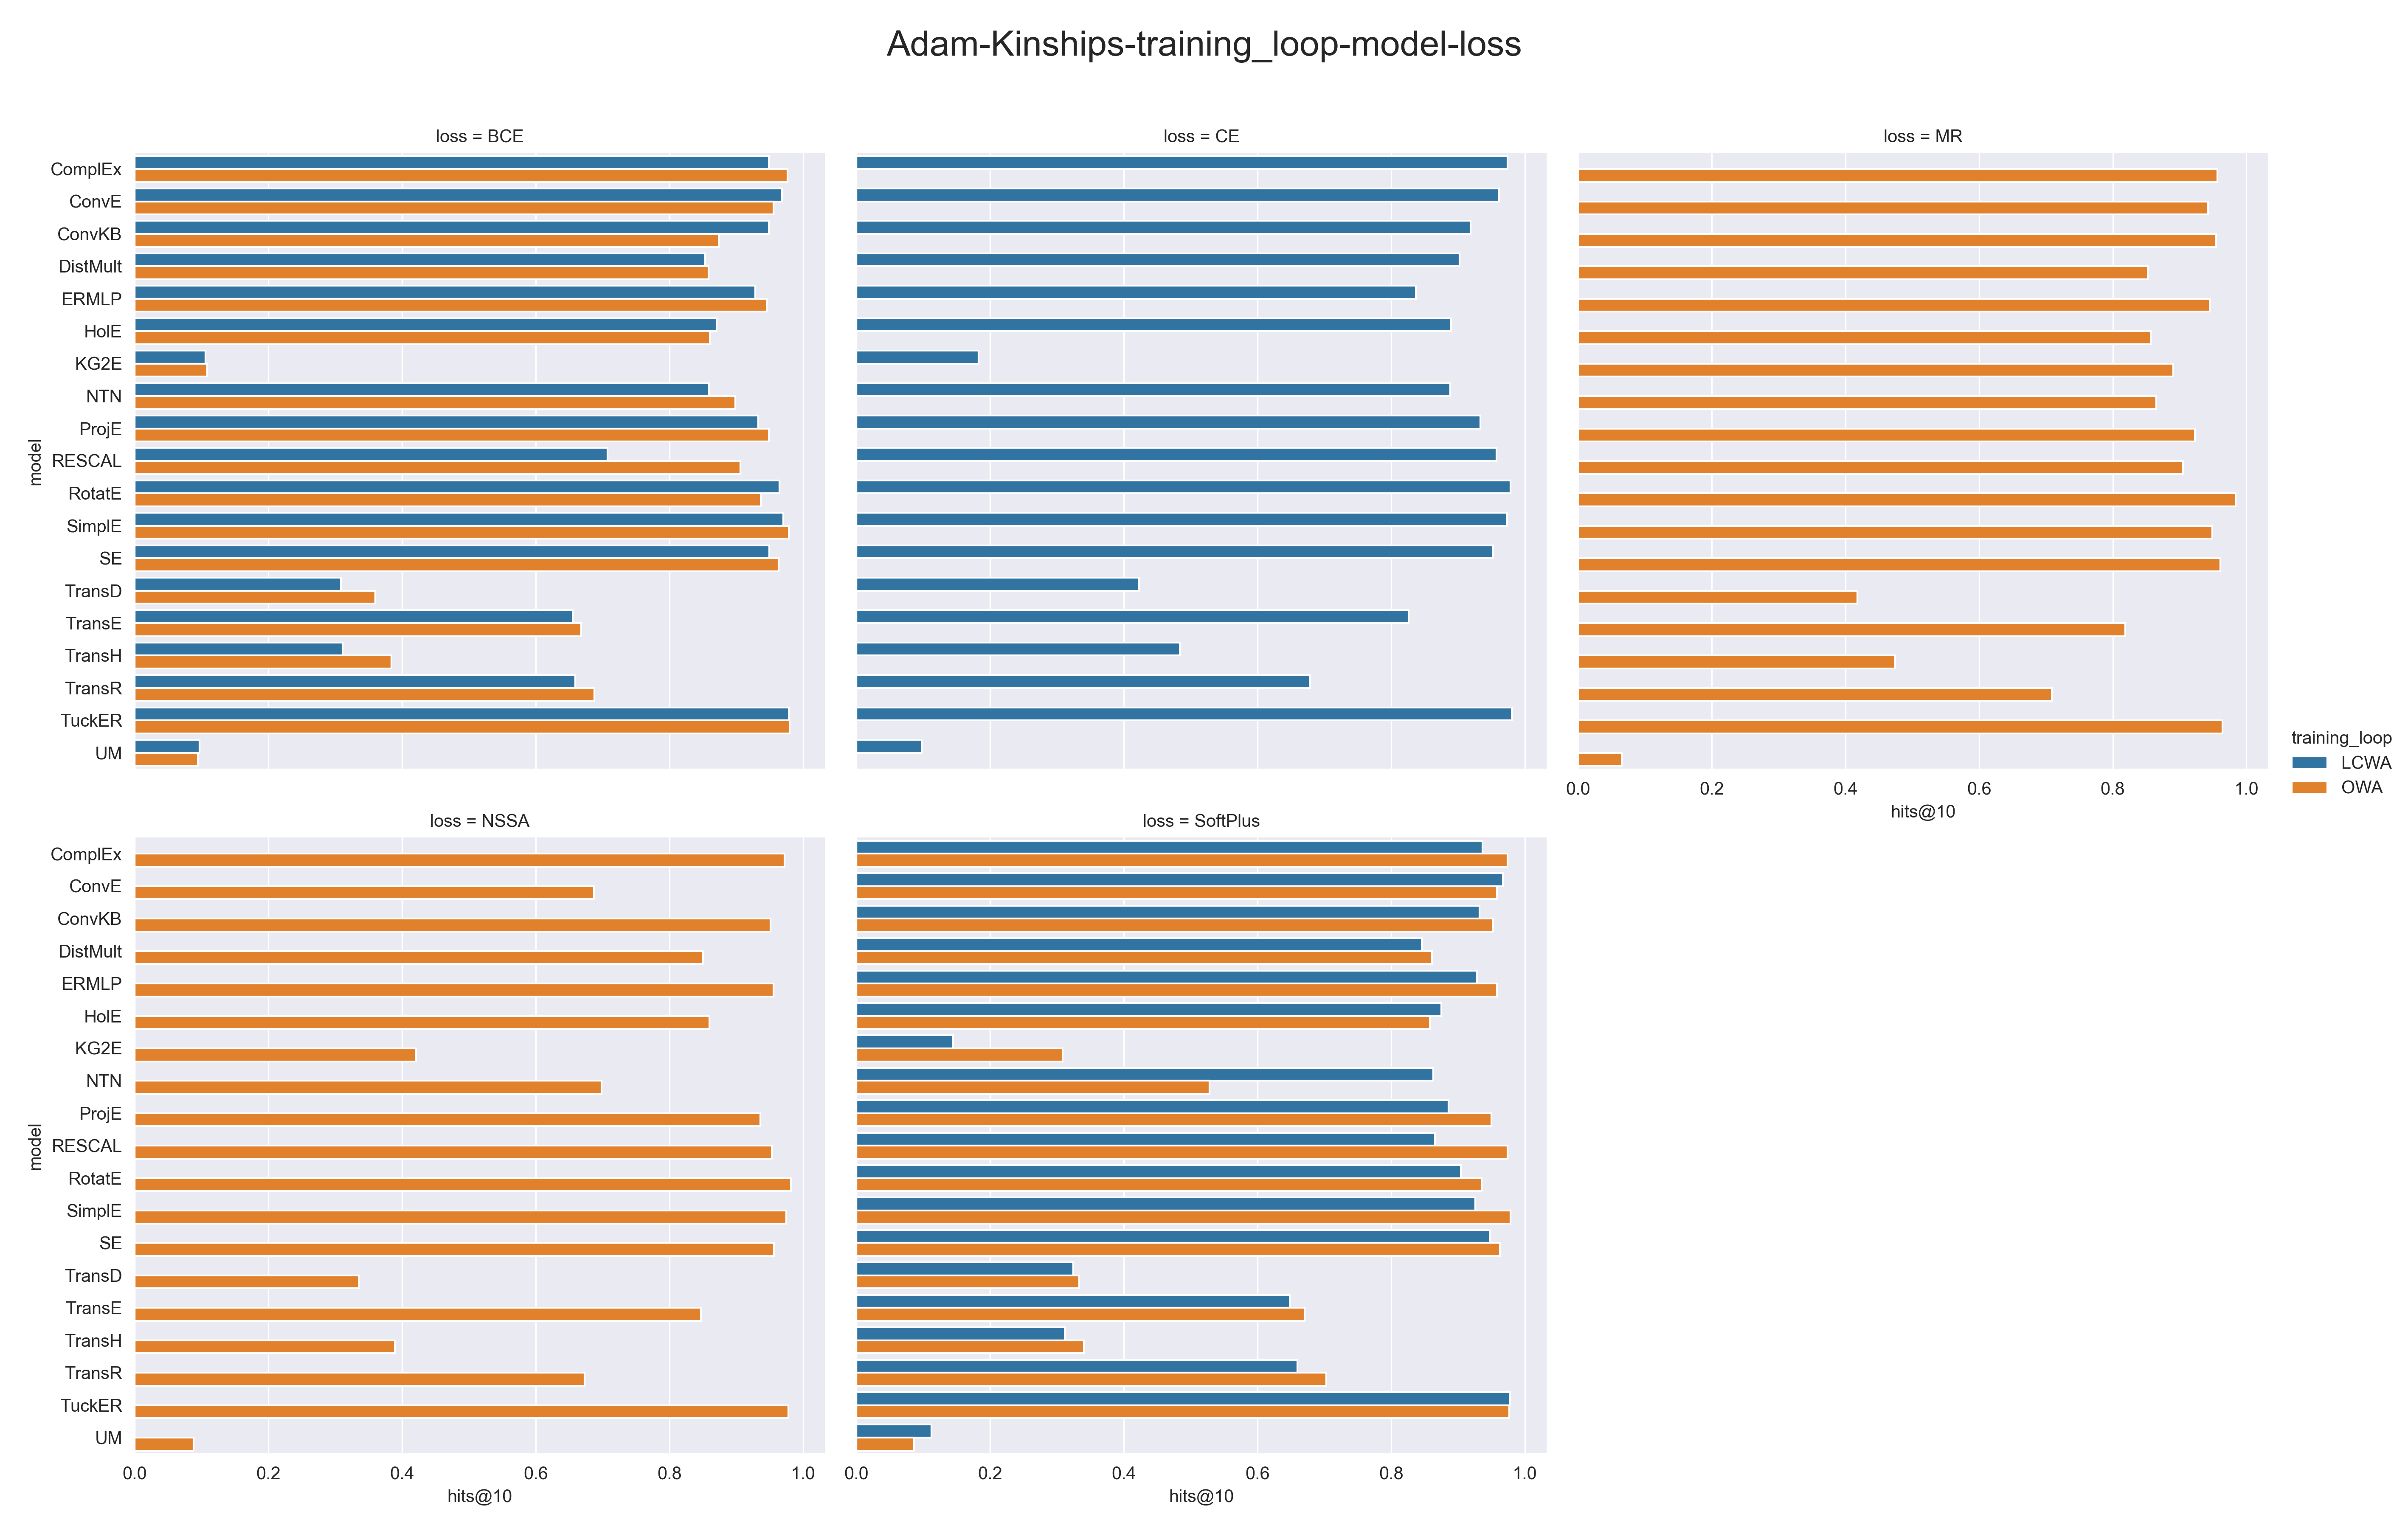 Adam-Kinships-training_loop-model-loss
loss = BCE
loss = CE
loss = MR
model
ComplEx
ConvE
ConvKB
DistMult
ERMLP
HolE
KG2E
NTN
ProjE
RESCAL
RotatE
SimplE
SE
TransD
TransE
TransH
TransR
TuckER
UM
0.0 0.2 0.4 0.6 0.8 1.0
hits@10
training_loop
LCWA
OWA
loss = NSSA
loss = SoftPlus
model
ComplEx
ConvE
ConvKB
DistMult
ERMLP
HolE
KG2E
NTN
ProjE
RESCAL
RotatE
SimplE
SE
TransD
TransE
TransH
TransR
TuckER
UM
0.0 0.2 0.4 0.6 0.8 1.0
hits@10
0.0 0.2 0.4 0.6 0.8 1.0
hits@10